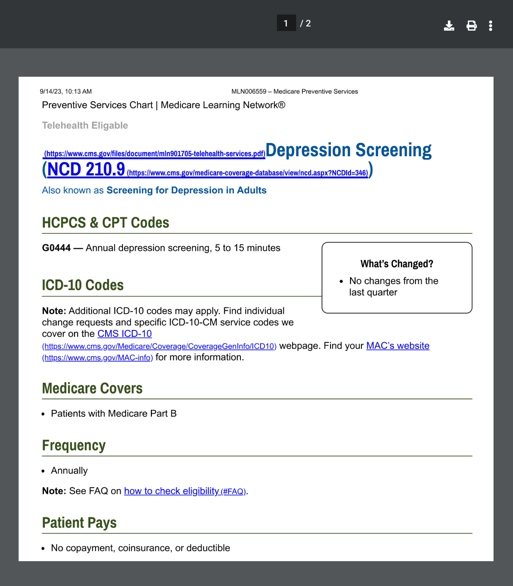 1 / 2
9/14/23, 10:13 AM MLN006559 – Medicare Preventive Services
Preventive Services Chart | Medicare Learning Network®
Telehealth Eligable
(https://www.cms.gov/files/document/mln901705-telehealth-services.pdf)Depression Screening
(NCD 210.9 (https://www.cms.gov/medicare-coverage-database/view/ncd.aspx?NCDId=346))
Also known as Screening for Depression in Adults
HCPCS & CPT Codes
G0444 — Annual depression screening, 5 to 15 minutes
What's Changed?
• No changes from the
last quarter
ICD-10 Codes
Note: Additional ICD-10 codes may apply. Find individual
change requests and specific ICD-10-CM service codes we
cover on the CMS ICD-10
(https://www.cms.gov/Medicare/Coverage/CoverageGenInfo/ICD10) webpage. Find your MAC's website
(https://www.cms.gov/MAC-info) for more information.
Medicare Covers
• Patients with Medicare Part B
Frequency
• Annually
Note: See FAQ on how to check eligibility (#FAQ).
Patient Pays
• No copayment, coinsurance, or deductible